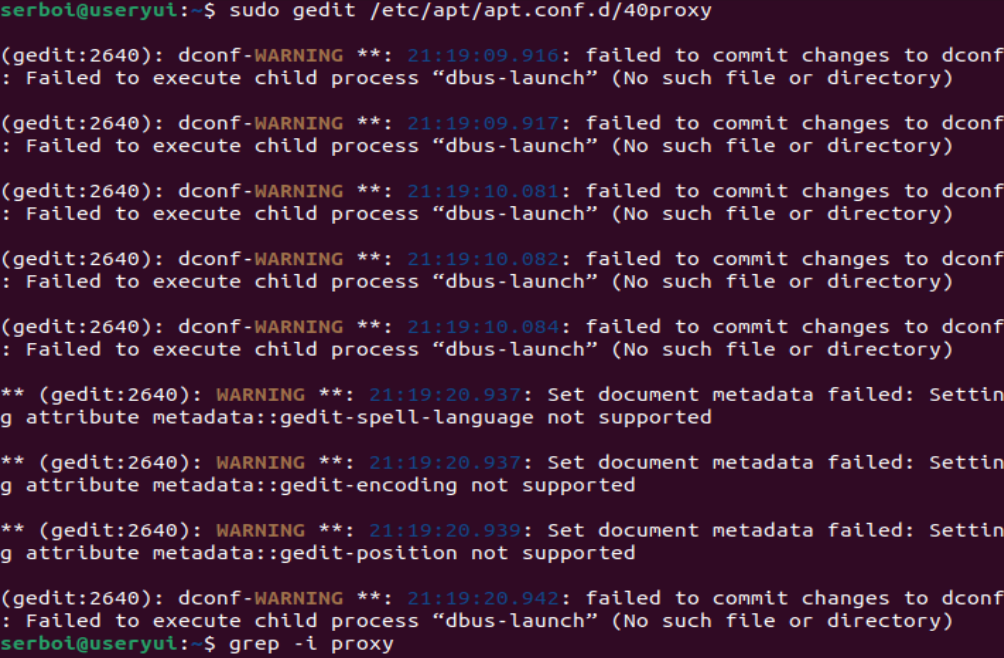 serboi@useryui:~$ sudo gedit /etc/apt/apt.conf.d/40proxy
(gedit:2640): dconf-WARNING **: 21:19:09.916: failed to commit changes to dconf
: Failed to execute child process “dbus-launch” (No such file or directory)
(gedit:2640): dconf-WARNING **: 21:19:09.917: failed to commit changes to dconf
: Failed to execute child process “dbus-launch” (No such file or directory)
(gedit:2640): dconf-WARNING **: 21:19:10.081: failed to commit changes to dconf
: Failed to execute child process “dbus-launch” (No such file or directory)
(gedit:2640): dconf-WARNING **: 21:19:10.082: failed to commit changes to dconf
: Failed to execute child process “dbus-launch” (No such file or directory)
(gedit:2640): dconf-WARNING **: 21:19:10.084: failed to commit changes to dconf
: Failed to execute child process “dbus-launch” (No such file or directory)
** (gedit:2640): WARNING **: 21:19:20.937: Set document metadata failed: Settin
g attribute metadata::gedit-spell-language not supported
** (gedit:2640): WARNING **: 21:19:20.937: Set document metadata failed: Settin
g attribute metadata::gedit-encoding not supported
** (gedit:2640): WARNING **: 21:19:20.939: Set document metadata failed: Settin
g attribute metadata::gedit-position not supported
(gedit:2640): dconf-WARNING **: 21:19:20.942: failed to commit changes to dconf
: Failed to execute child process “dbus-launch” (No such file or directory)
serboi@useryui:~$ grep -i proxy